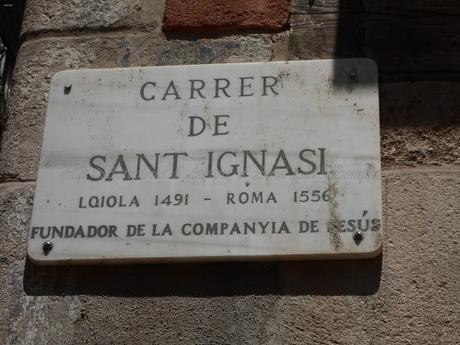 CARRER
DE
SANT IGNASI
LOIOLA 1491 - ROMA 1556
FUNDADOR DE LA COMPANYIA DE JESÚS